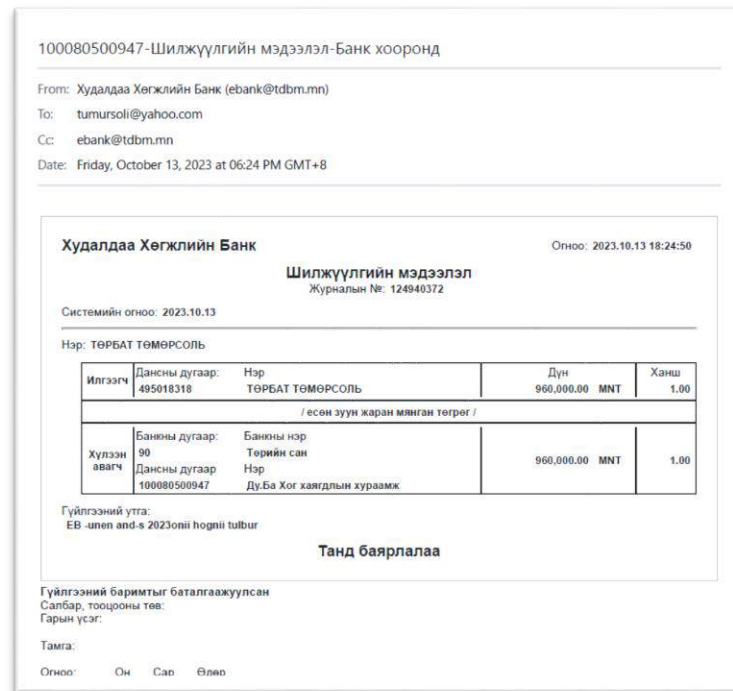 100080500947-Шилжүүлгийн мэдээлэл-Банк хооронд
From: Худалдаа Хөгжлийн Банк (ebank@tdbm.mn)
To: tumursoli@yahoo.com
Cc: ebank@tdbm.mn
Date: Friday, October 13, 2023 at 06:24 PM GMT+8
Худалдаа Хөгжлийн Банк Огноо: 2023.10.13 18:24:50
Шилжүүлгийн мэдээлэл
Журналын №: 124940372
Системийн огноо: 2023.10.13
Нэр: ТӨРБАТ ТӨМӨРСОЛЬ
Илгээгч Дансны дугаар: Нэр Дүн Ханш
495018318 ТӨРБАТ ТӨМӨРСОЛЬ 960,000.00 MNT 1.00
/ есөн зуун жаран мянган төгрөг /
Хүлээн авагч Банкны дугаар: Банкны нэр
90 Төрийн сан 960,000.00 MNT 1.00
Дансны дугаар Нэр
100080500947 Ду.Ба Хог хаягдлын хураамж
Гүйлгээний утга:
EB -unen and-s 2023onii hognii tulbur
Танд баярлалаа
Гүйлгээний баримтыг баталгаажуулсан
Салбар, тооцооны төв:
Гарын үсэг:
Тамга:
Огноо: Он Сар Өдөр